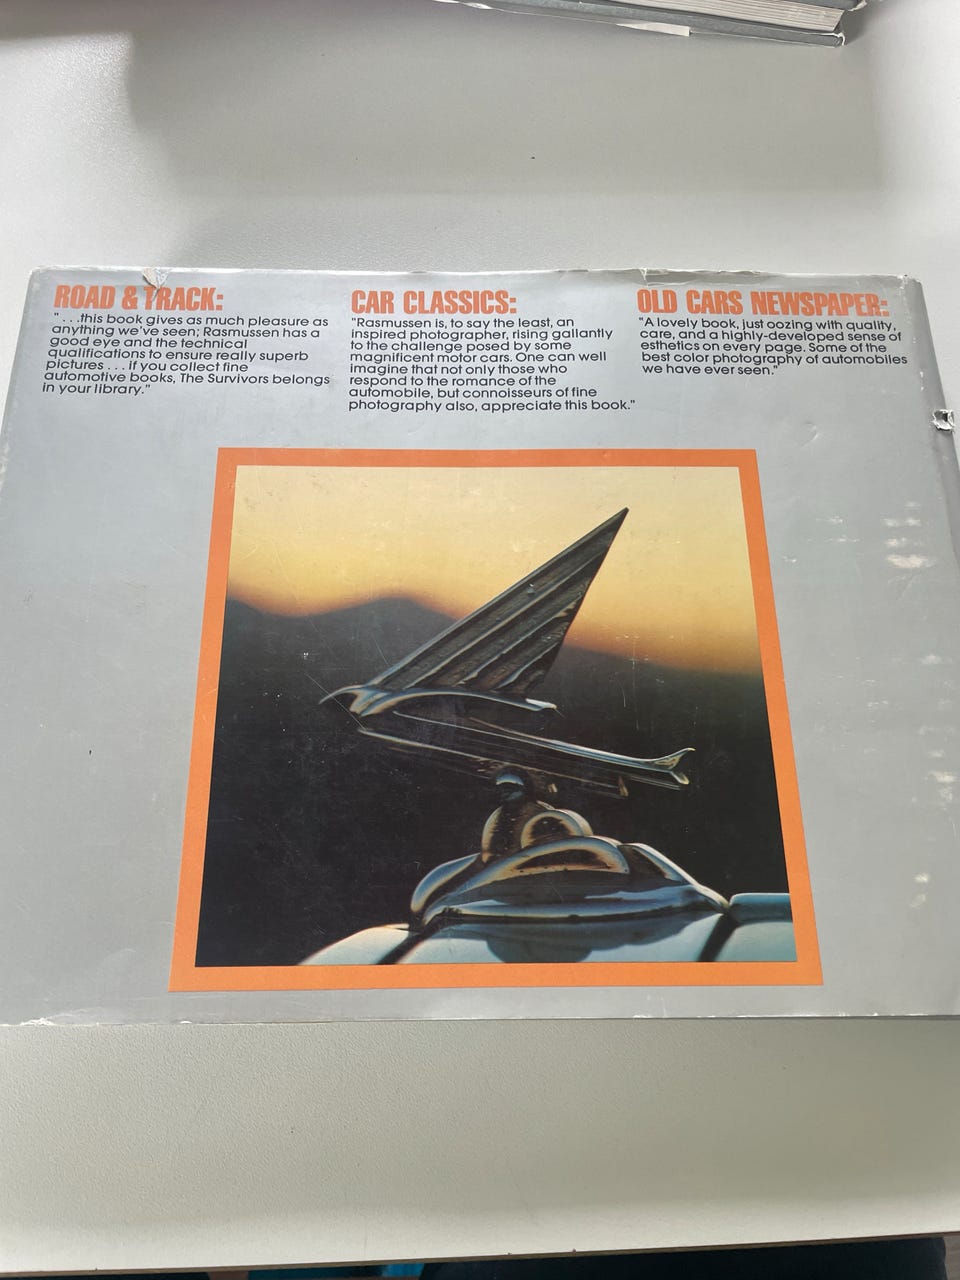 ROAD & TRACK:
". . .this book gives as much pleasure as
anything we've seen; Rasmussen has a
good eye and the technical
qualifications to ensure really superb
pictures . . . if you collect fine
automotive books, The Survivors belongs
in your library."
CAR CLASSICS:
"Rasmussen is, to say the least, an
inspired photographer, rising gallantly
to the challenge posed by some
magnificent motor cars. One can well
imagine that not only those who
respond to the romance of the
automobile, but connoisseurs of fine
photography also, appreciate this book."
OLD CARS NEWSPAPER:
"A lovely book, just oozing with quality,
care, and a highly-developed sense of
esthetics on every page. Some of the
best color photography of automobiles
we have ever seen."